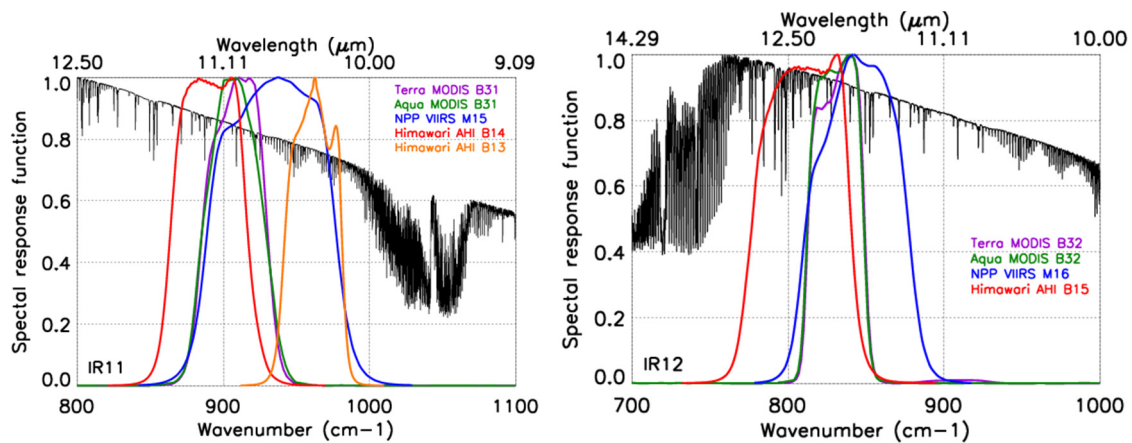 Wavelength (μm)
12.50 11.11 10.00 9.09
Spectal response function
1.0
0.8
0.6
0.4
0.2
0.0
Terra MODIS B31
Aqua MODIS B31
NPP VIIRS M15
Himawari AHI B14
Himawari AHI B13
IR11
800 900 1000 1100
Wavenumber (cm-1)
Wavelength (μm)
14.29 12.50 11.11 10.00
Spectal response function
1.0
0.8
0.6
0.4
0.2
0.0
Terra MODIS B32
Aqua MODIS B32
NPP VIIRS M16
Himawari AHI B15
IR12
700 800 900 1000
Wavenumber (cm-1)